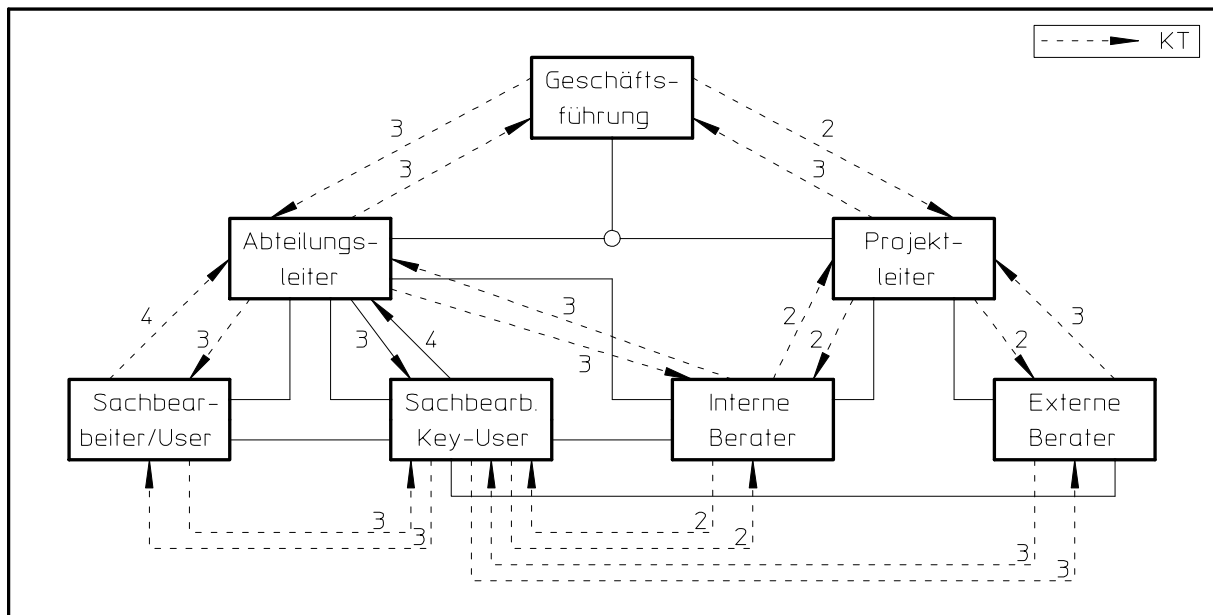 KT
Geschäfts-
führung
3
2
3
3
Abteilungs-
leiter
Projekt-
leiter
4
3
3
4
3
3
2
2
2
3
Sachbear-
beiter/User
Sachbearb.
Key-User
Interne
Berater
Externe
Berater
3
3
2
2
3
3